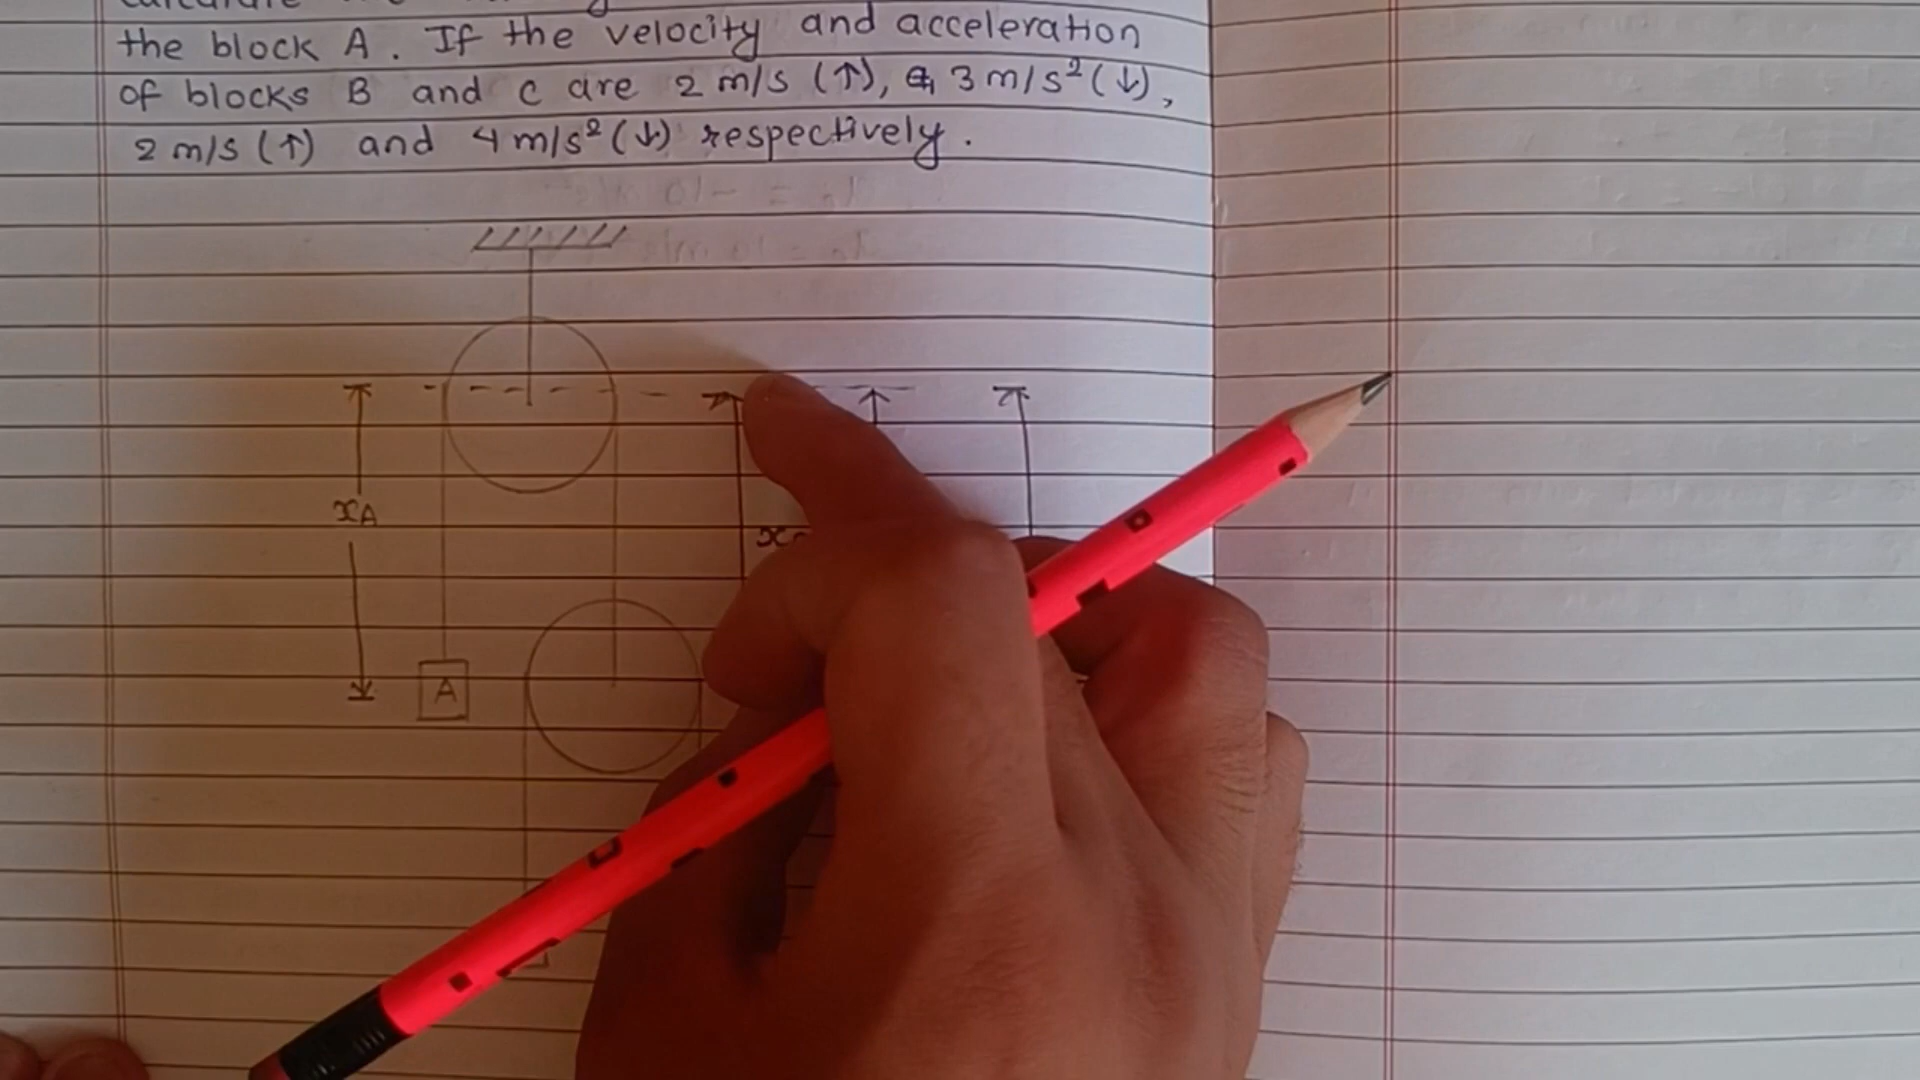 the block A. If the velocity and acceleration
of blocks B and c are 2 m/s (↑), 3 m/s² (↓),
2 m/s (↑) and 4 m/s² (↓) respectively.
xA
A